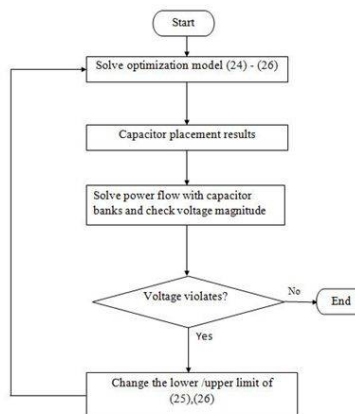 Start
Solve optimization model (24) - (26)
Capacitor placement results
Solve power flow with capacitor
banks and check voltage magnitude
Voltage violates?
No
End
Yes
Change the lower /upper limit of
(25),(26)